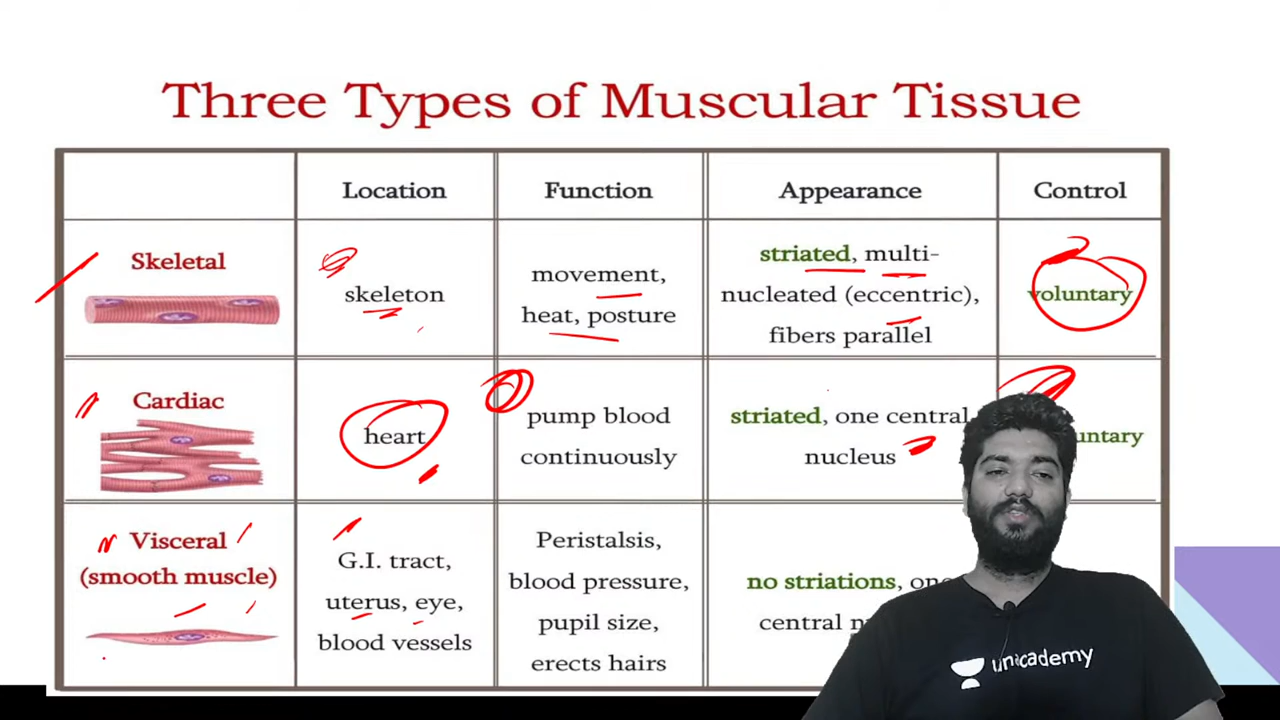 Three Types of Muscular Tissue
Location Function Appearance Control
Skeletal
skeleton
movement,
heat, posture
striated, multi-
nucleated (eccentric),
fibers parallel
voluntary
Cardiac
heart
pump blood
continuously
striated, one central
nucleus
Visceral
(smooth muscle)
G.I. tract,
uterus, eye,
blood vessels
Peristalsis,
blood pressure,
pupil size,
erects hairs
no striations,
central
unacademy